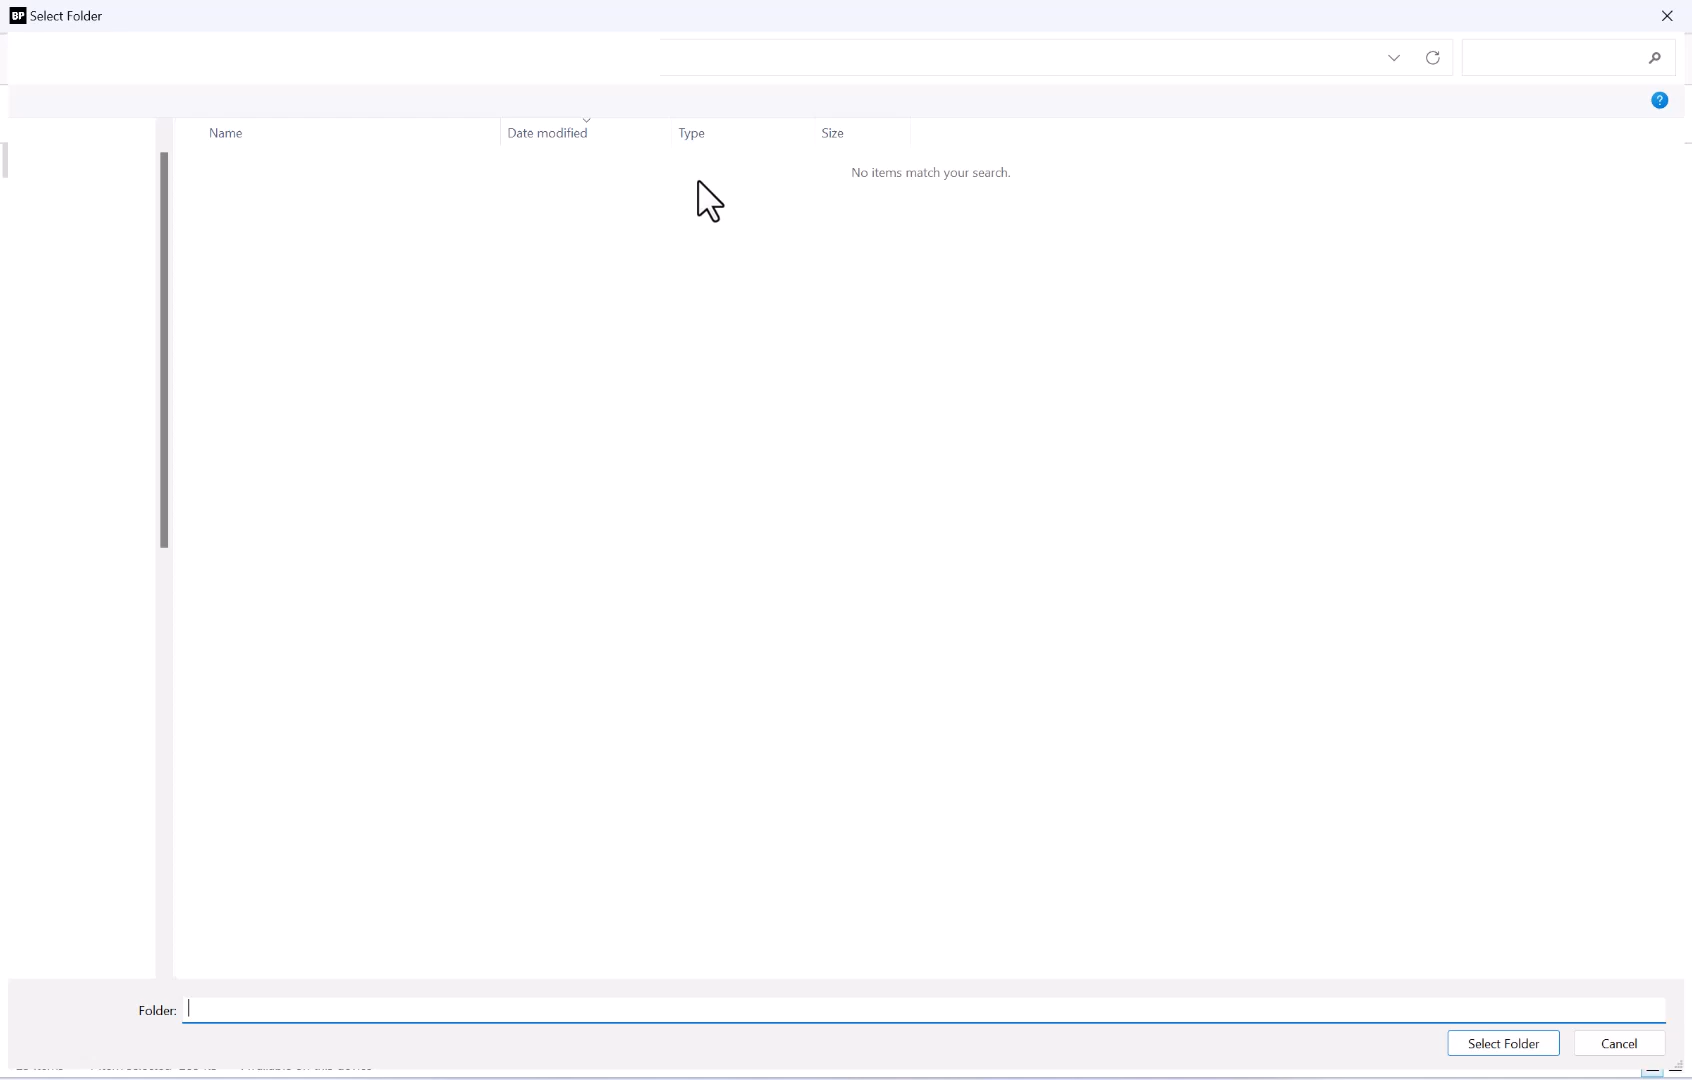 BP Select Folder
?
Name Date modified Type Size
No items match your search.
Folder:
Select Folder Cancel